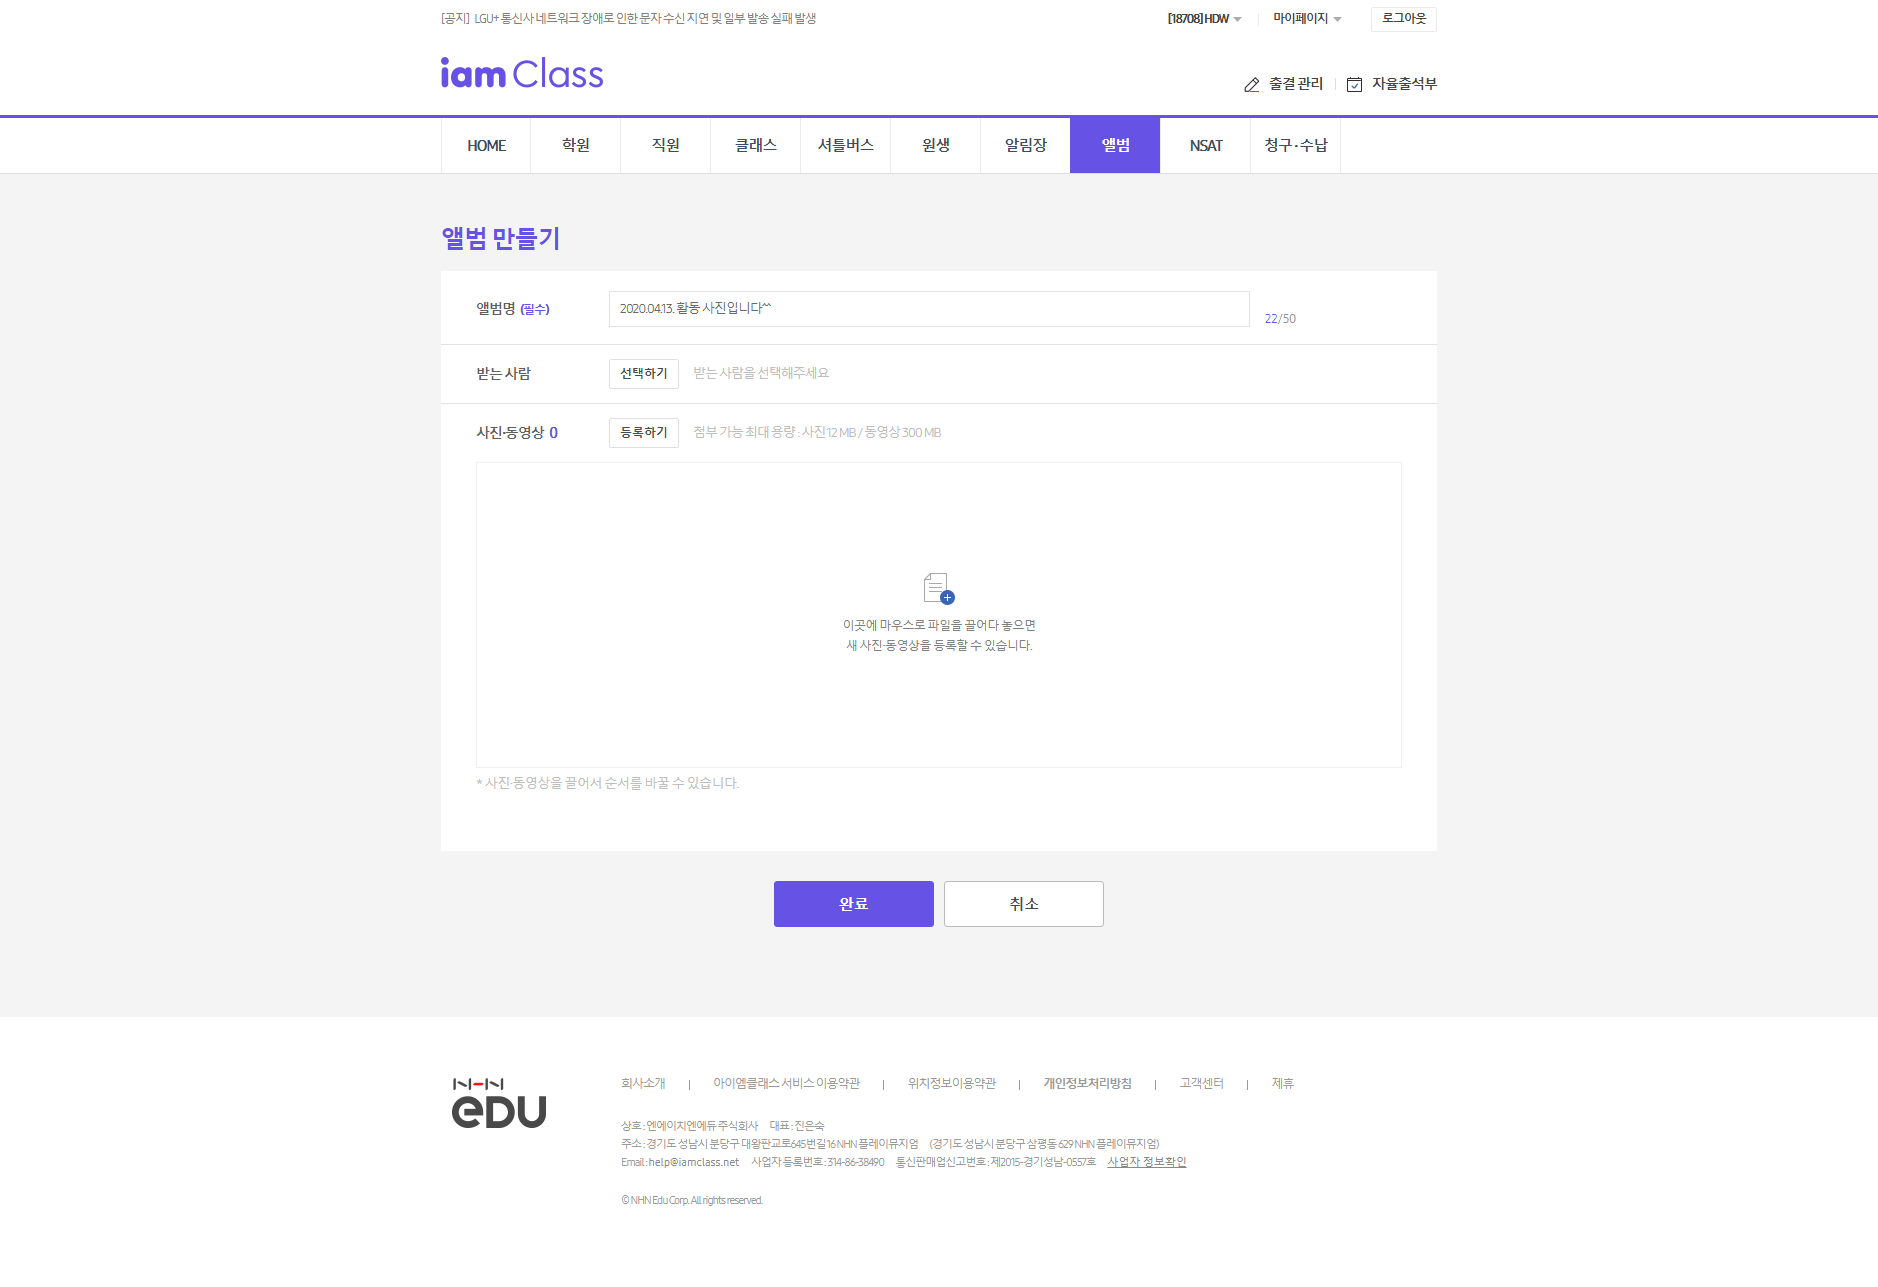 [공지] LGU+ 통신사 네트워크 장애로 인한 문자 수신 지연 및 일부 발송 실패 발생
[18708] HDW
마이페이지
로그아웃
iam Class
출결 관리
자율출석부
HOME
학원
직원
클래스
셔틀버스
원생
알림장
앨범
NSAT
청구·수납
앨범 만들기
앨범명 (필수)
2020.04.13. 활동 사진입니다^^
22/50
받는 사람
선택하기
받는 사람을 선택해주세요
사진·동영상 0
등록하기
첨부 가능 최대 용량 : 사진 12 MB / 동영상 300 MB
이곳에 마우스로 파일을 끌어다 놓으면
새 사진·동영상을 등록할 수 있습니다.
* 사진·동영상을 끌어서 순서를 바꿀 수 있습니다.
완료
취소
NHN
eDU
회사소개 | 아이엠클래스 서비스 이용약관 | 위치정보이용약관 | 개인정보처리방침 | 고객센터 | 제휴
상호 : 엔에이치엔에듀 주식회사 대표 : 진은숙
주소 : 경기도 성남시 분당구 대왕판교로645번길 16 NHN 플레이뮤지엄 (경기도 성남시 분당구 삼평동 629 NHN 플레이뮤지엄)
Email : help@iamclass.net 사업자 등록번호 : 314-86-38490 통신판매업신고번호 : 제2015-경기성남-0557호 사업자 정보확인
© NHN Edu Corp. All rights reserved.